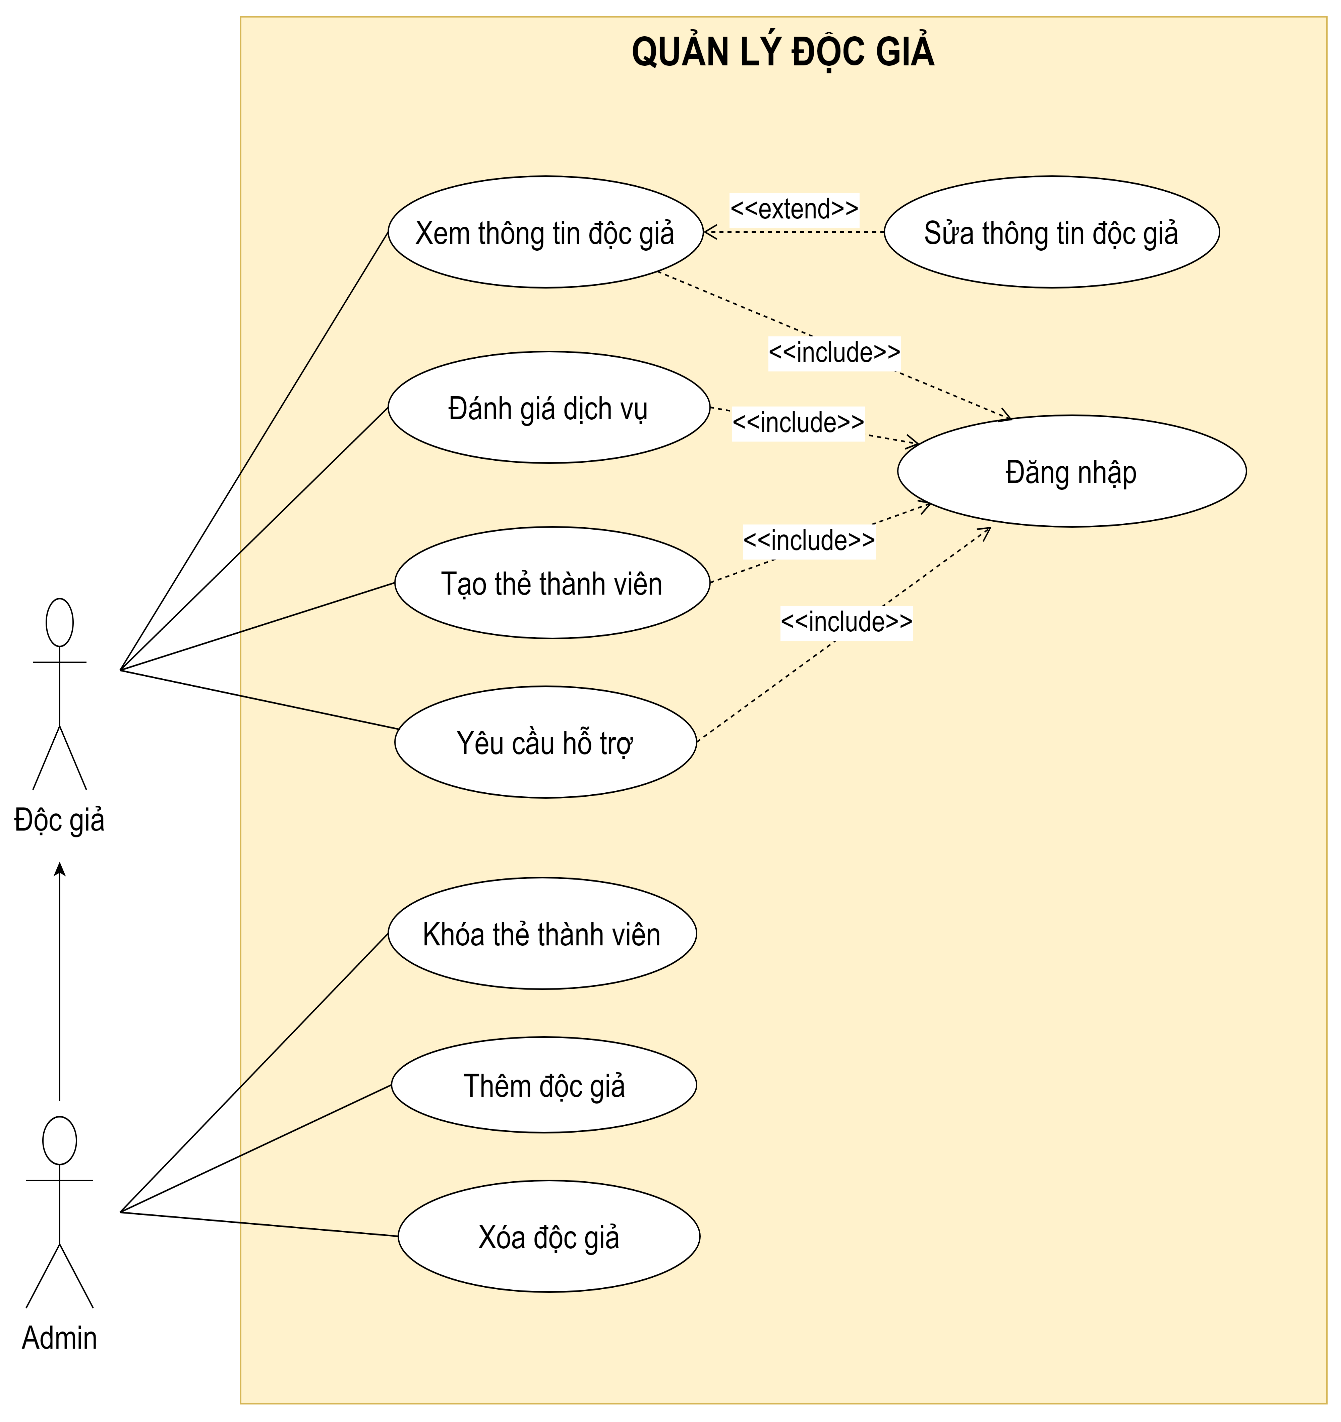 QUẢN LÝ ĐỘC GIẢ
Xem thông tin độc giả
<<extend>>
Sửa thông tin độc giả
<<include>>
Đánh giá dịch vụ
<<include>>
Đăng nhập
<<include>>
Tạo thẻ thành viên
<<include>>
Yêu cầu hỗ trợ
Độc giả
Khóa thẻ thành viên
Thêm độc giả
Xóa độc giả
Admin